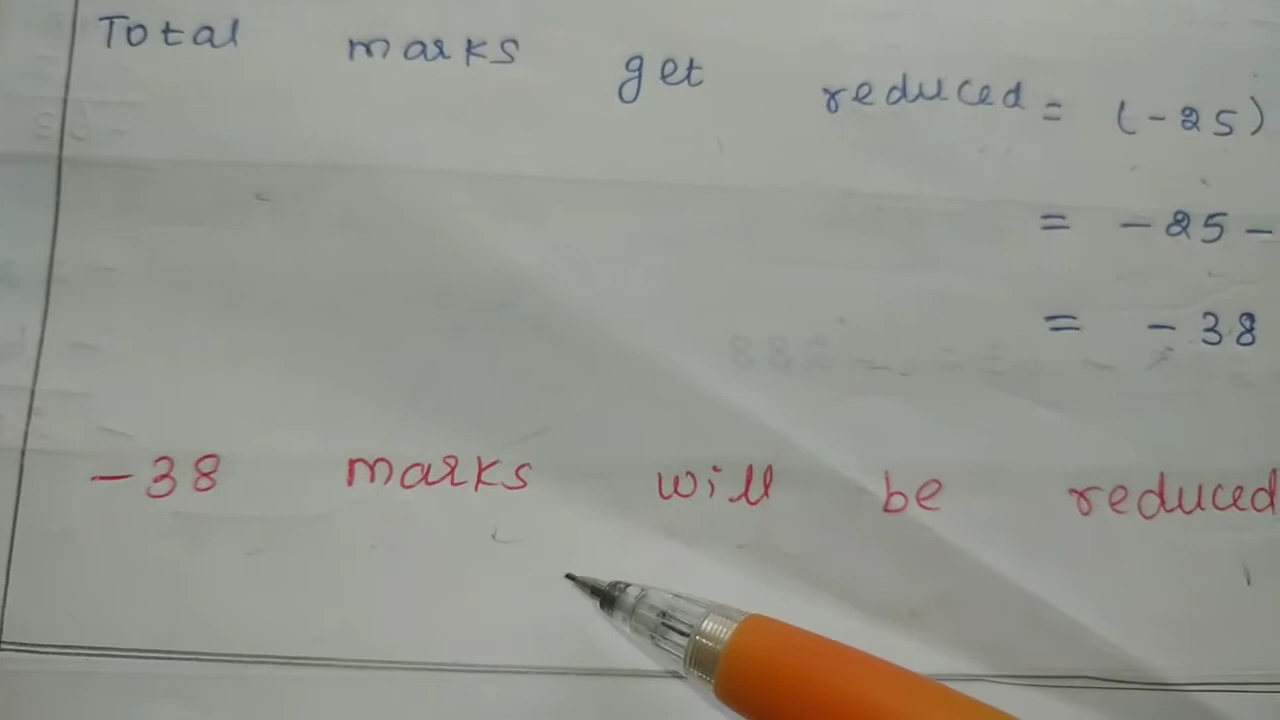 Total marks get reduced = (-25)
= -25 -
= -38
-38 marks will be reduced